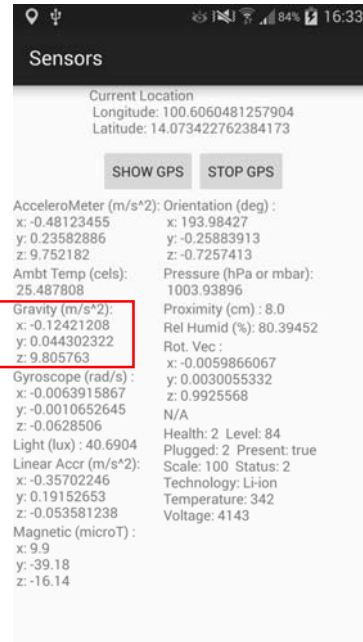 84% 16:33
Sensors
Current Location
Longitude: 100.6060481257904
Latitude: 14.073422762384173
SHOW GPS STOP GPS
AcceleroMeter (m/s^2):
x: -0.48123455
y: 0.23582886
z: 9.752182
Ambt Temp (cels):
25.487808
Gravity (m/s^2):
x: -0.12421208
y: 0.044302322
z: 9.805763
Gyroscope (rad/s) :
x: -0.0063915867
y: -0.0010652645
z: -0.0628506
Light (lux) : 40.6904
Linear Accr (m/s^2):
x: -0.35702246
y: 0.19152653
z: -0.053581238
Magnetic (microT) :
x: 9.9
y: -39.18
z: -16.14
Orientation (deg) :
x: 193.98427
y: -0.25883913
z: -0.7257413
Pressure (hPa or mbar):
1003.93896
Proximity (cm) : 8.0
Rel Humid (%): 80.39452
Rot. Vec :
x: -0.0059866067
y: 0.0030055332
z: 0.9925568
N/A
Health: 2 Level: 84
Plugged: 2 Present: true
Scale: 100 Status: 2
Technology: Li-ion
Temperature: 342
Voltage: 4143